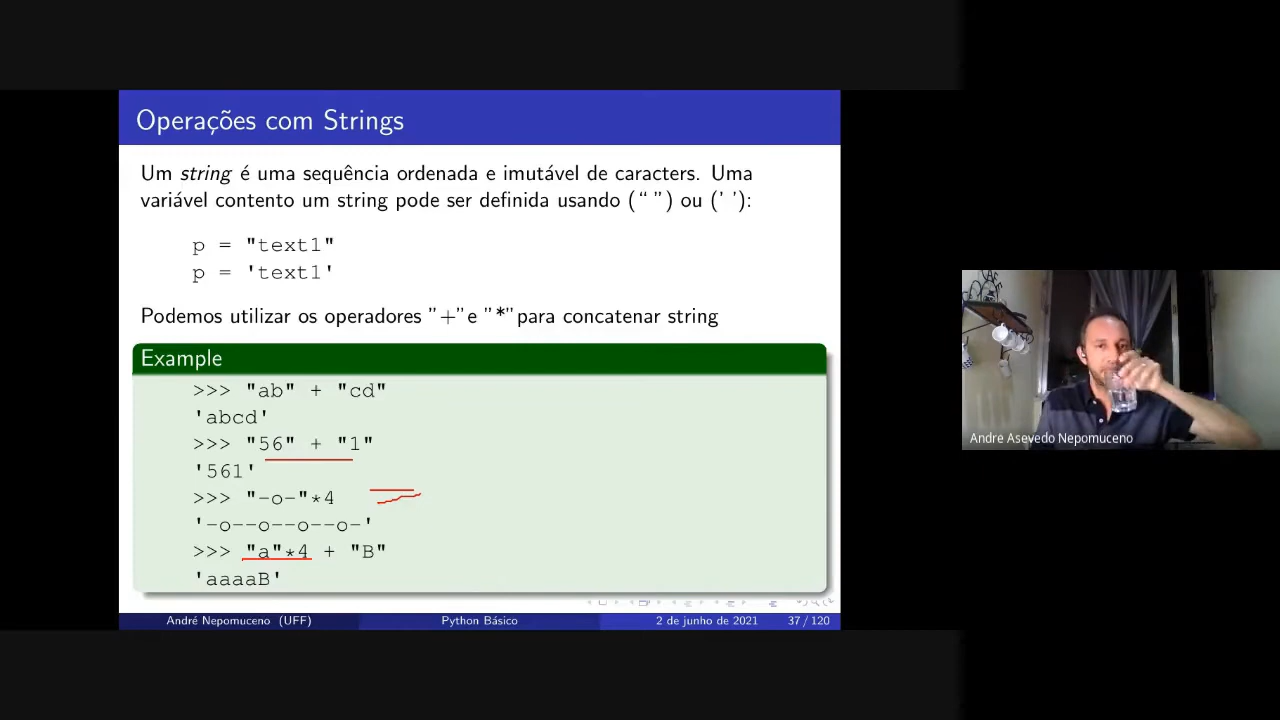 Operações com Strings
Um string é uma sequência ordenada e imutável de caracters. Uma
variável contento um string pode ser definida usando (“ ”) ou (’ ’):
p = "text1"
p = 'text1'
Podemos utilizar os operadores ”+”e ”*”para concatenar string
Example
>>> "ab" + "cd"
'abcd'
>>> "56" + "1"
'561'
>>> "-o-"*4
'-o--o--o--o-'
>>> "a"*4 + "B"
'aaaaB'
André Nepomuceno (UFF) Python Básico 2 de junho de 2021 37 / 120
Andre Asevedo Nepomuceno